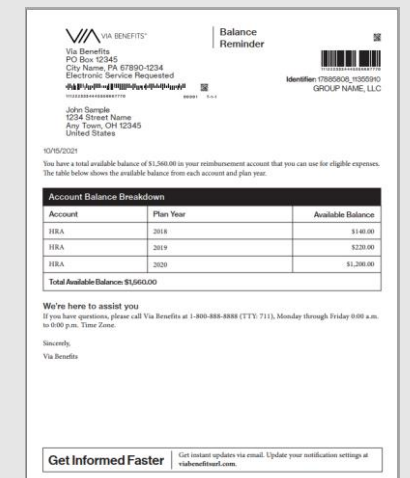 VIA VIA BENEFITS
Balance
Reminder
Via Benefits
PO Box 12345
City Name, PA 67890-1234
Electronic Service Requested
Identifier: 17885808_11355910
GROUP NAME, LLC
John Sample
1234 Street Name
Any Town, OH 12345
United States
10/15/2021
You have a total available balance of $1,560.00 in your reimbursement account that you can use for eligible expenses.
The table below shows the available balance from each account and plan year.
Account Balance Breakdown
Account Plan Year Available Balance
HRA 2018 $140.00
HRA 2019 $220.00
HRA 2020 $1,200.00
Total Available Balance: $1,560.00
We're here to assist you
If you have questions, please call Via Benefits at 1-800-888-8888 (TTY: 711), Monday through Friday 0:00 a.m.
to 0:00 p.m. Time Zone.
Sincerely,
Via Benefits
Get Informed Faster
Get instant updates via email. Update your notification settings at
viabenefitsurl.com.